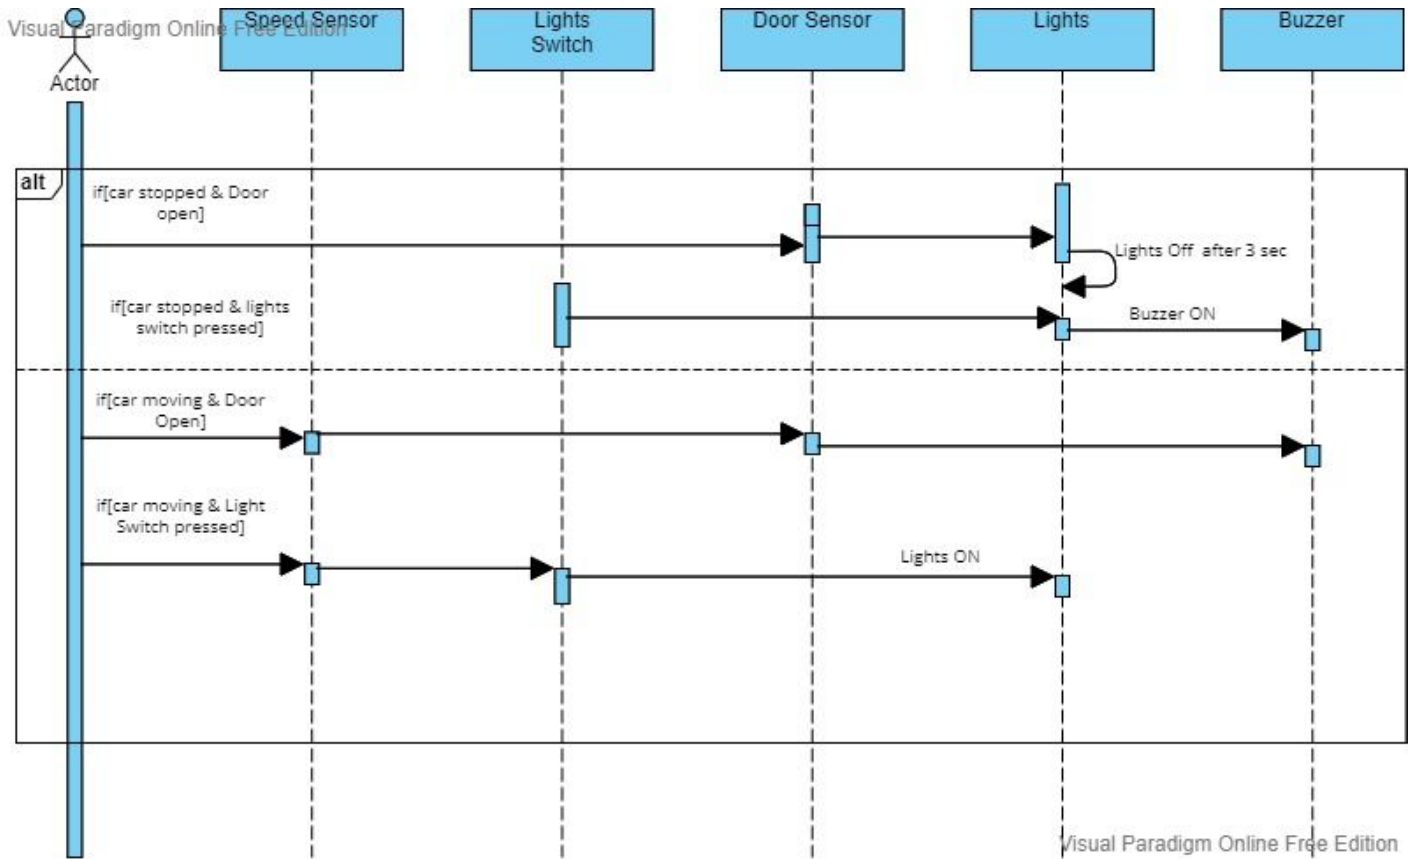 Visual Paradigm Online Free Edition
Actor
Speed Sensor
Lights
Switch
Door Sensor
Lights
Buzzer
alt
if[car stopped & Door
open]
Lights Off after 3 sec
if[car stopped & lights
switch pressed]
Buzzer ON
if[car moving & Door
Open]
if[car moving & Light
Switch pressed]
Lights ON
Visual Paradigm Online Free Edition